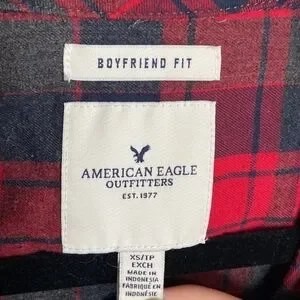 BOYFRIEND FIT
AMERICAN EAGLE
OUTFITTERS
EST. 1977
XS/TP
EXCH
MADE IN
INDONESIA
FABRIQUÉ EN
INDONÉSIE